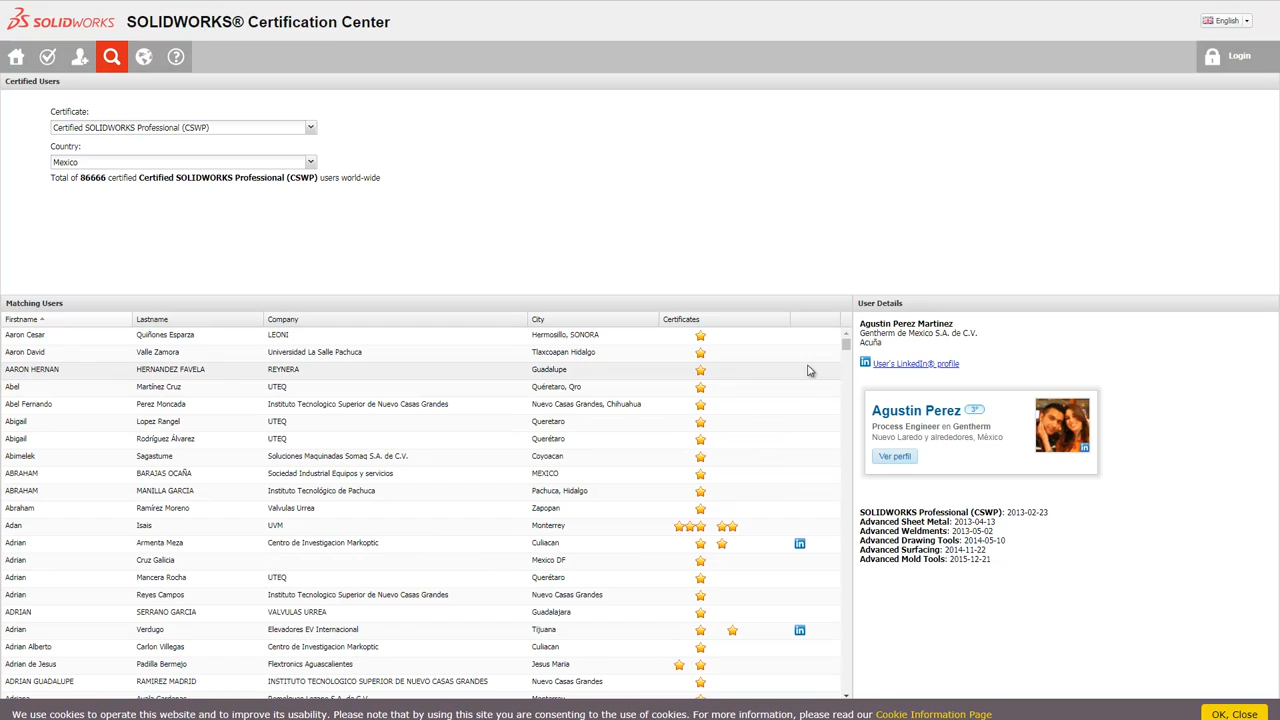 SOLIDWORKS SOLIDWORKS® Certification Center English
Login
Certified Users
Certificate:
Certified SOLIDWORKS Professional (CSWP)
Country:
Mexico
Total of 86666 certified Certified SOLIDWORKS Professional (CSWP) users world-wide
Matching Users
Firstname Lastname Company City Certificates
Aaron Cesar Quiñones Esparza LEONI Hermosillo, SONORA
Aaron David Valle Zamora Universidad La Salle Pachuca Tlaxcoapan Hidalgo
AARON HERNAN HERNANDEZ FAVELA REYNERA Guadalupe
Abel Martínez Cruz UTEQ Quéretaro, Qro
Abel Fernando Perez Moncada Instituto Tecnologico Superior de Nuevo Casas Grandes Nuevo Casas Grandes, Chihuahua
Abigail Lopez Rangel UTEQ Queretaro
Abigail Rodríguez Álvarez UTEQ Querétaro
Abimelek Sagastume Soluciones Maquinadas Somaq S.A. de C.V. Coyoacan
ABRAHAM BARAJAS OCAÑA Sociedad Industrial Equipos y servicios MEXICO
ABRAHAM MANILLA GARCIA Instituto Tecnológico de Pachuca Pachuca, Hidalgo
Abraham Ramírez Moreno Valvulas Urrea Zapopan
Adan Isais UVM Monterrey
Adrian Armenta Meza Centro de Investigacion Markoptic Culiacan in
Adrian Cruz Galicia Mexico DF
Adrian Mancera Rocha UTEQ Querétaro
Adrian Reyes Campos Instituto Tecnologico Superior de Nuevo Casas Grandes Nuevo Casas Grandes
ADRIAN SERRANO GARCIA VALVULAS URREA Guadalajara
Adrian Verdugo Elevadores EV Internacional Tijuana in
Adrian Alberto Carlon Villegas Centro de Investigacion Markoptic Culiacan
Adrian de Jesus Padilla Bermejo Flextronics Aguascalientes Jesus Maria
ADRIAN GUADALUPE RAMIREZ MADRID INSTITUTO TECNOLOGICO SUPERIOR DE NUEVO CASAS GRANDES Nuevo Casas Grandes
User Details
Agustin Perez Martinez
Gentherm de Mexico S.A. de C.V.
Acuña
in User's LinkedIn® profile
Agustin Perez 3º
Process Engineer en Gentherm
Nuevo Laredo y alrededores, México
Ver perfil
in
SOLIDWORKS Professional (CSWP): 2013-02-23
Advanced Sheet Metal: 2013-04-13
Advanced Weldments: 2013-05-02
Advanced Drawing Tools: 2014-05-10
Advanced Surfacing: 2014-11-22
Advanced Mold Tools: 2015-12-21
We use cookies to operate this website and to improve its usability. Please note that by using this site you are consenting to the use of cookies. For more information, please read our Cookie Information Page OK, Close